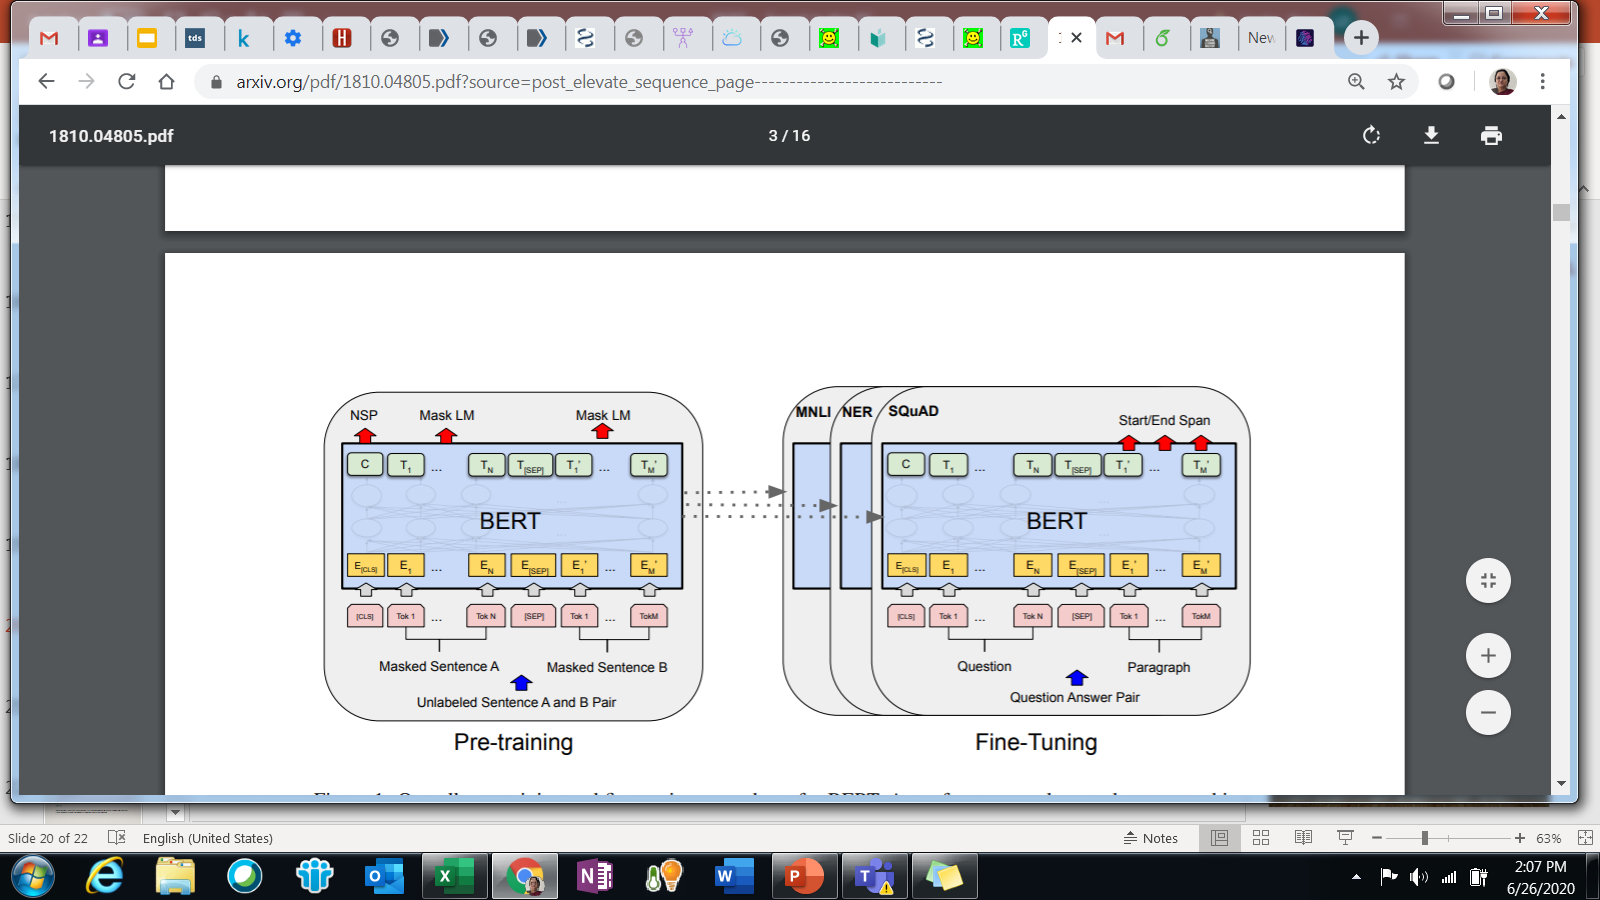 tds
k
H
RG
1
New
arxiv.org/pdf/1810.04805.pdf?source=post_elevate_sequence_page---------------------------
1810.04805.pdf
3 / 16
NSP
Mask LM
Mask LM
C
T1
...
TN
T[SEP]
T1'
...
TM'
BERT
E[CLS]
E1
...
EN
E[SEP]
E1'
...
EM'
[CLS]
Tok 1
...
Tok N
[SEP]
Tok 1
...
TokM
Masked Sentence A
Masked Sentence B
Unlabeled Sentence A and B Pair
Pre-training
MNLI
NER
SQuAD
Start/End Span
C
T1
...
TN
T[SEP]
T1'
...
TM'
BERT
E[CLS]
E1
...
EN
E[SEP]
E1'
...
EM'
[CLS]
Tok 1
...
Tok N
[SEP]
Tok 1
...
TokM
Question
Paragraph
Question Answer Pair
Fine-Tuning
Slide 20 of 22
English (United States)
Notes
63%
2:07 PM
6/26/2020